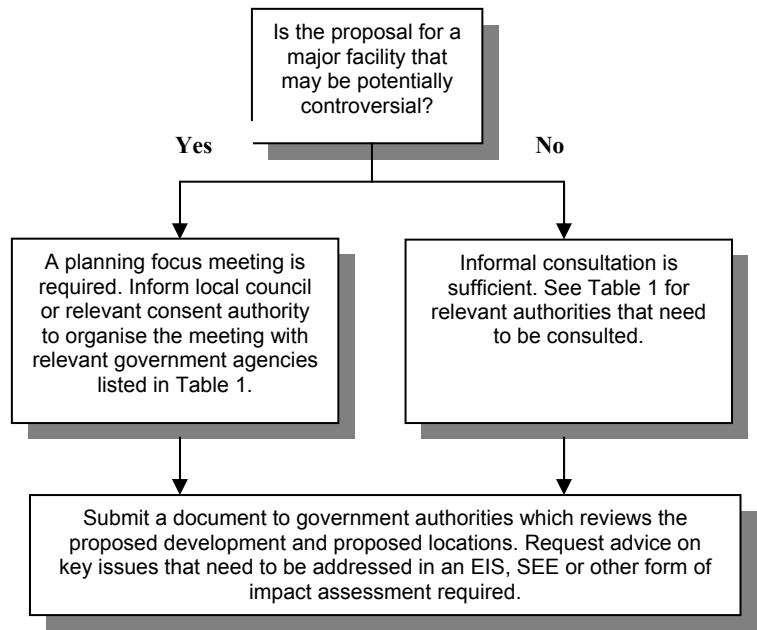 Is the proposal for a
major facility that
may be potentially
controversial?
Yes
No
A planning focus meeting is
required. Inform local council
or relevant consent authority
to organise the meeting with
relevant government agencies
listed in Table 1.
Informal consultation is
sufficient. See Table 1 for
relevant authorities that need
to be consulted.
Submit a document to government authorities which reviews the
proposed development and proposed locations. Request advice on
key issues that need to be addressed in an EIS, SEE or other form of
impact assessment required.